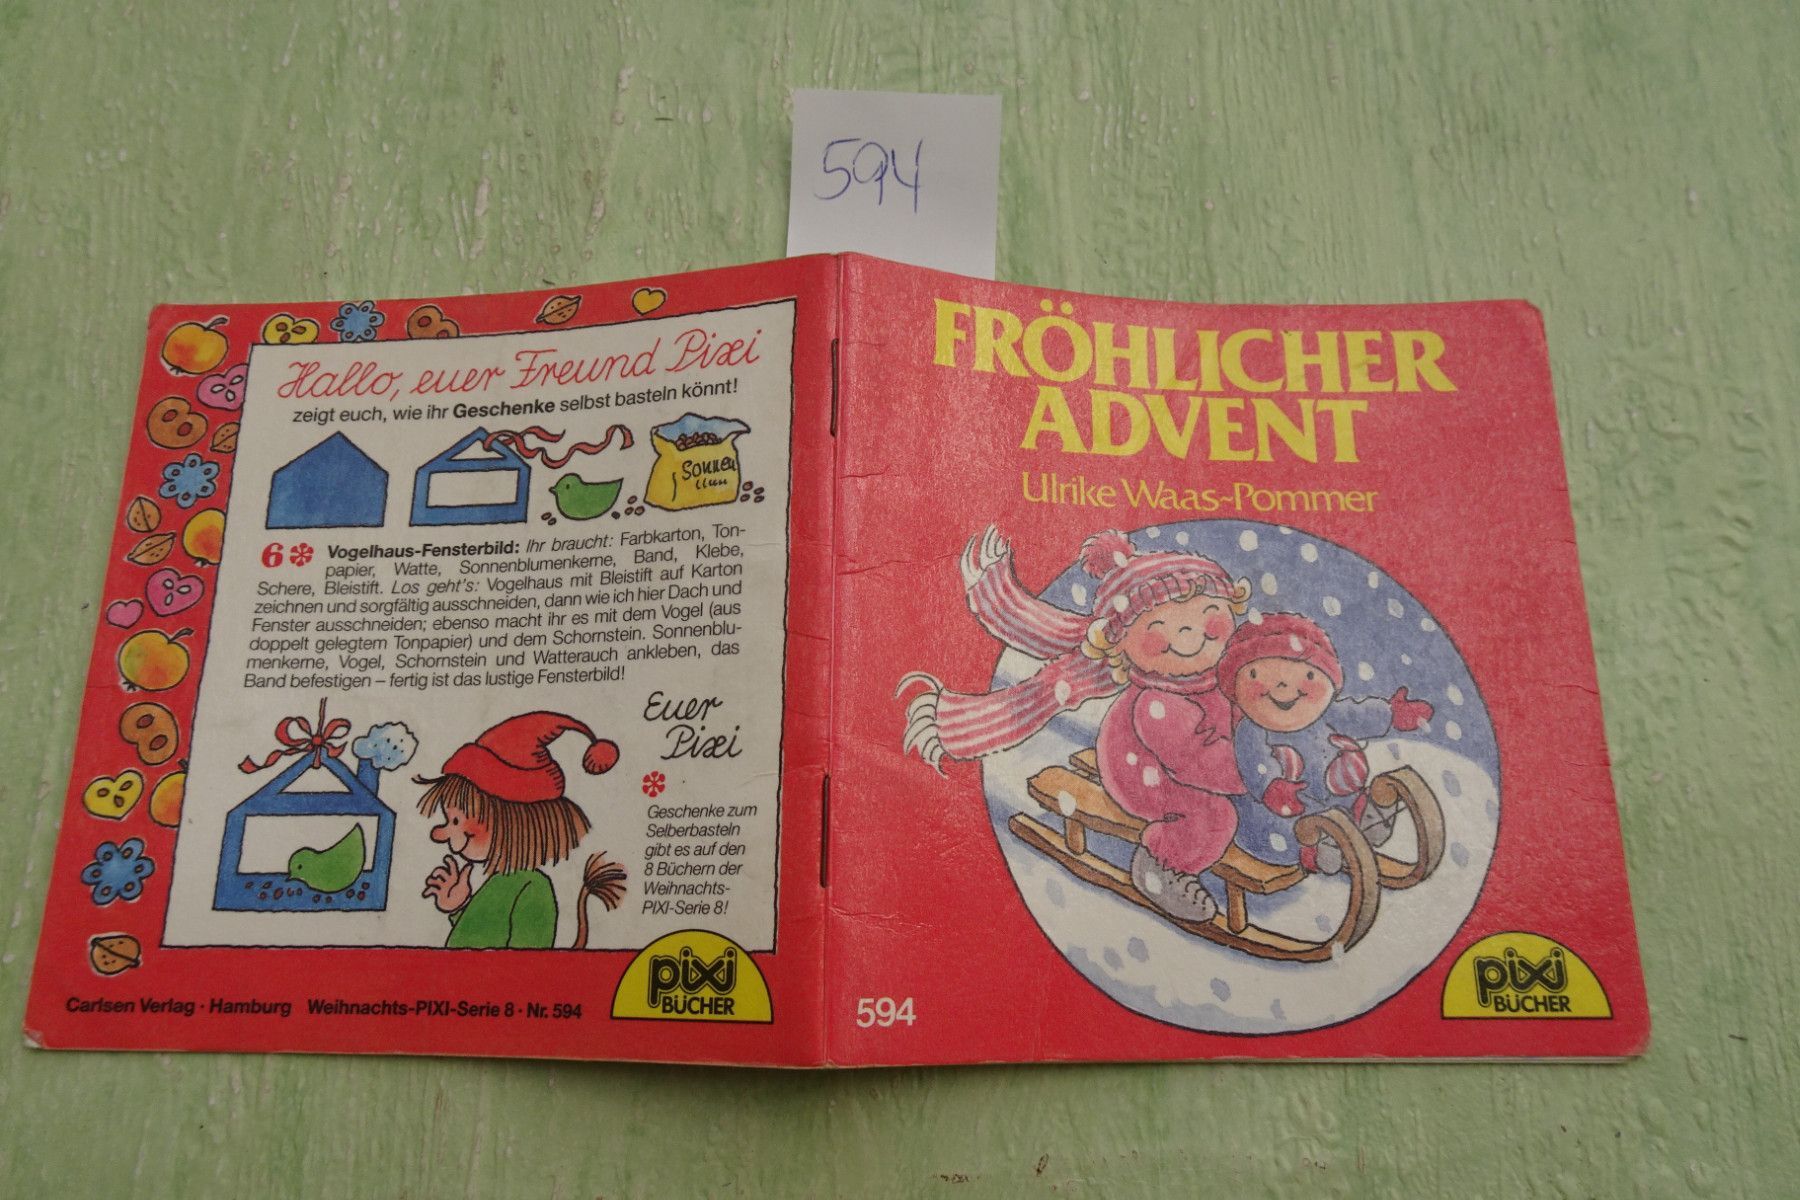 594
Hallo, euer Freund Pixi
zeigt euch, wie ihr Geschenke selbst basteln könnt!
Sonnen
6 Vogelhaus-Fensterbild: Ihr braucht: Farbkarton, Ton-
papier, Watte, Sonnenblumenkerne, Band, Klebe,
Schere, Bleistift. Los geht's: Vogelhaus mit Bleistift auf Karton
zeichnen und sorgfältig ausschneiden, dann wie ich hier Dach und
Fenster ausschneiden; ebenso macht ihr es mit dem Vogel (aus
doppelt gelegtem Tonpapier) und dem Schornstein. Sonnenblu-
menkerne, Vogel, Schornstein und Watterauch ankleben, das
Band befestigen – fertig ist das lustige Fensterbild!
Euer
Pixi
Geschenke zum
Selberbasteln
gibt es auf den
8 Büchern der
Weihnachts-
PIXI-Serie 8!
pixi
BÜCHER
Carlsen Verlag · Hamburg Weihnachts-PIXI-Serie 8 · Nr. 594
FRÖHLICHER
ADVENT
Ulrike Waas-Pommer
594
pixi
BÜCHER